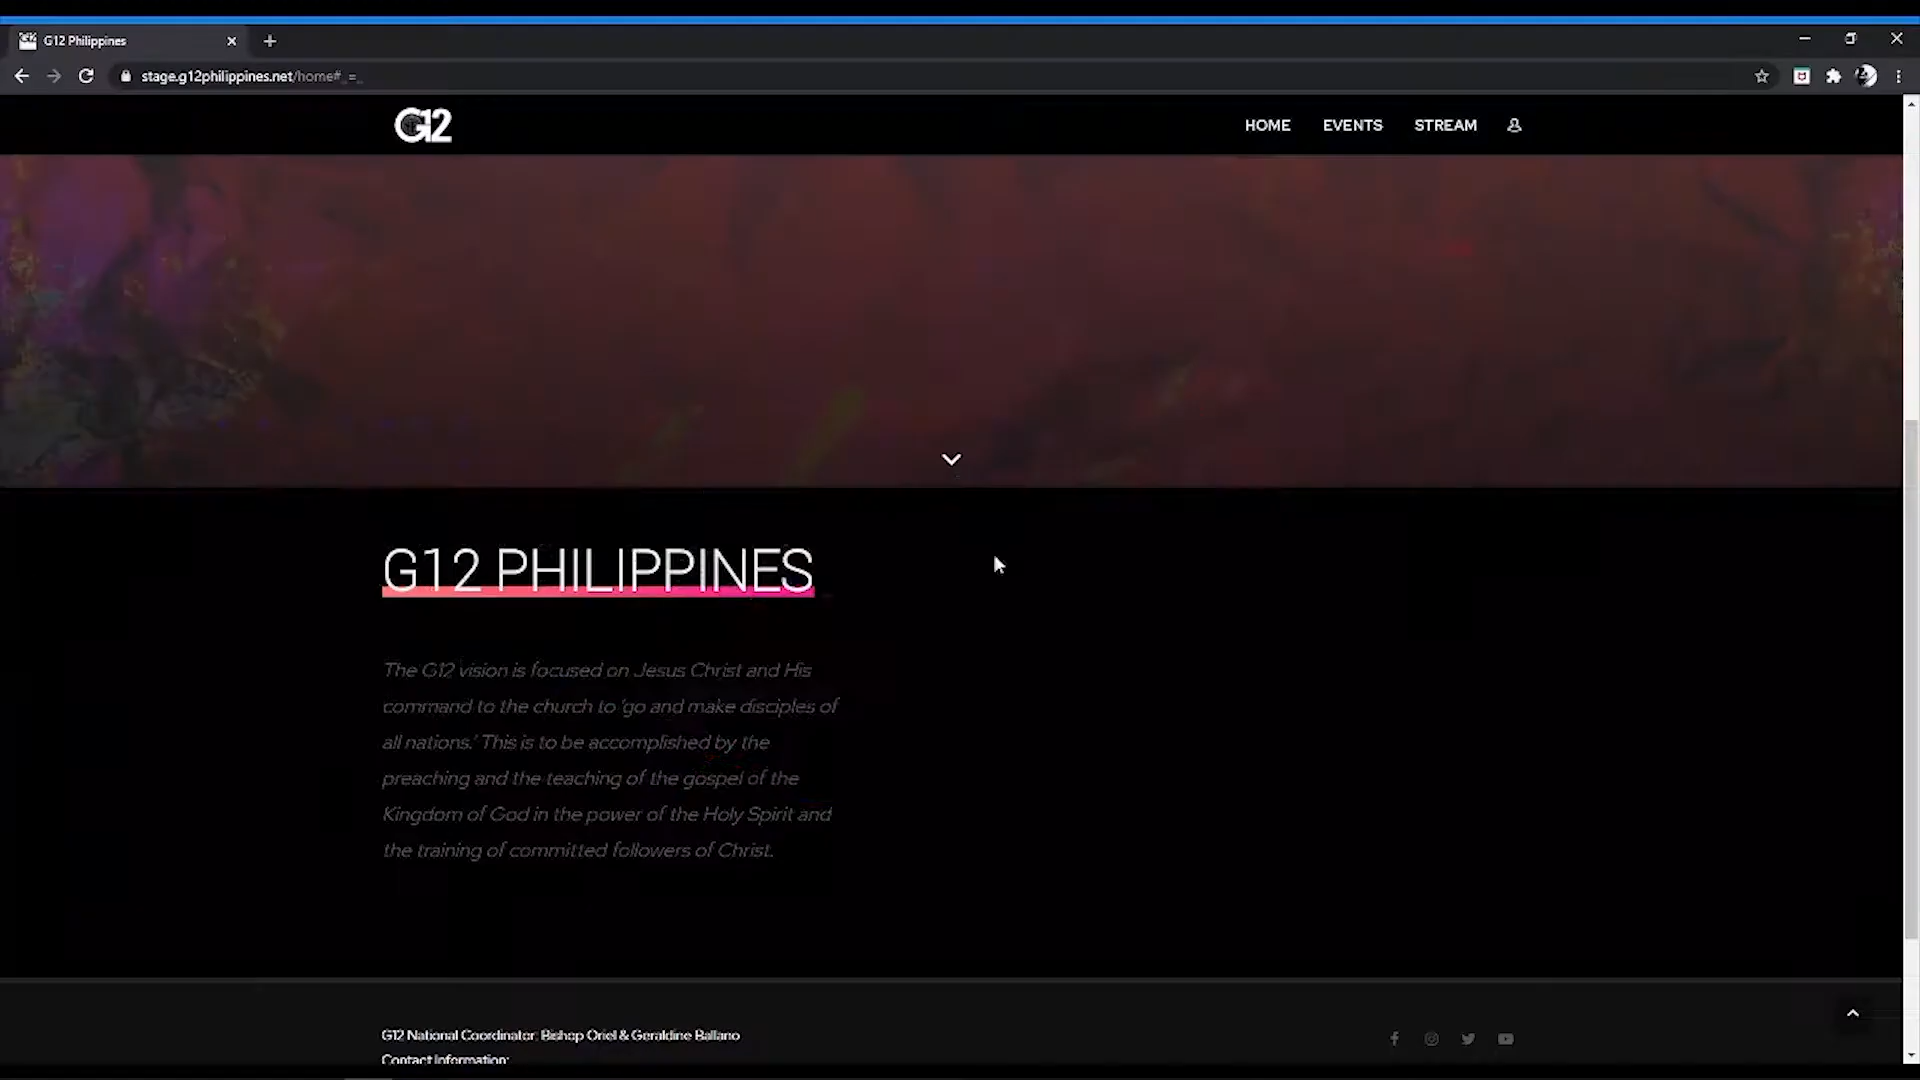 G12 Philippines
stage.g12philippines.net/home#_=_
G12
HOME EVENTS STREAM
G12 PHILIPPINES
The G12 vision is focused on Jesus Christ and His
command to the church to 'go and make disciples of
all nations.' This is to be accomplished by the
preaching and the teaching of the gospel of the
Kingdom of God in the power of the Holy Spirit and
the training of committed followers of Christ.
G12 National Coordinator: Bishop Oriel & Geraldine Ballano
Contact Information: